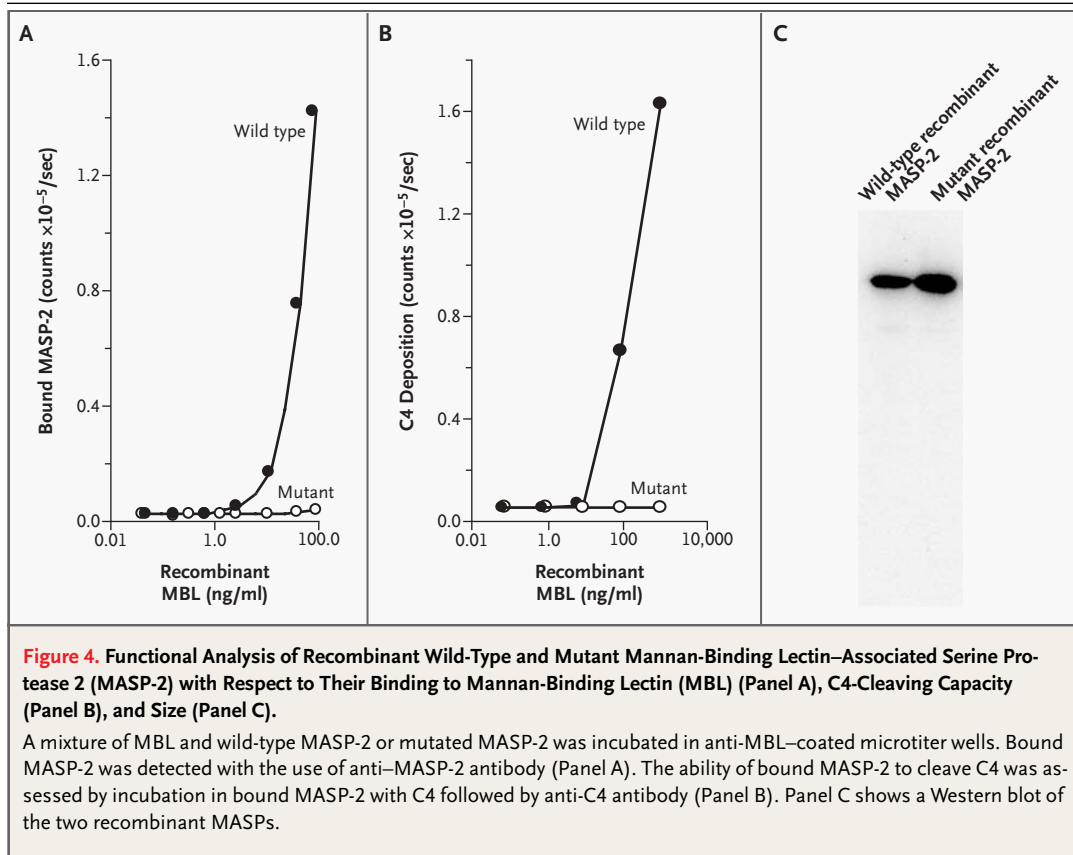 A
1.6
1.2
0.8
0.4
0.0
Bound MASP-2 (counts ×10⁻⁵/sec)
Wild type
Mutant
0.01
1.0
100.0
Recombinant
MBL (ng/ml)
B
1.6
1.2
0.8
0.4
0.0
C4 Deposition (counts ×10⁻⁵/sec)
Wild type
Mutant
0.01
1.0
100
10,000
Recombinant
MBL (ng/ml)
C
Wild-type recombinant
MASP-2
Mutant recombinant
MASP-2
Figure 4. Functional Analysis of Recombinant Wild-Type and Mutant Mannan-Binding Lectin–Associated Serine Pro-
tease 2 (MASP-2) with Respect to Their Binding to Mannan-Binding Lectin (MBL) (Panel A), C4-Cleaving Capacity
(Panel B), and Size (Panel C).
A mixture of MBL and wild-type MASP-2 or mutated MASP-2 was incubated in anti-MBL–coated microtiter wells. Bound
MASP-2 was detected with the use of anti–MASP-2 antibody (Panel A). The ability of bound MASP-2 to cleave C4 was as-
sessed by incubation in bound MASP-2 with C4 followed by anti-C4 antibody (Panel B). Panel C shows a Western blot of
the two recombinant MASPs.